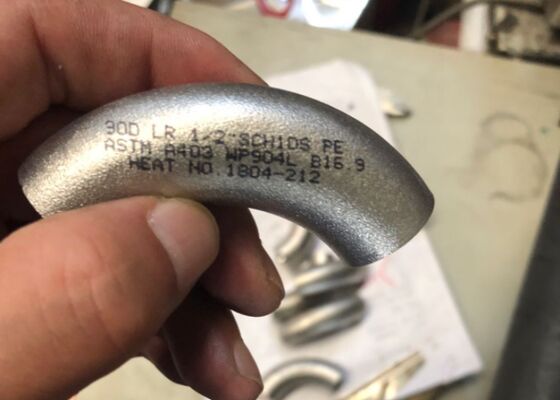 90D LR 1/2"SCH10S PE
ASTM A403 WP904L B16.9
HEAT NO.1804-212